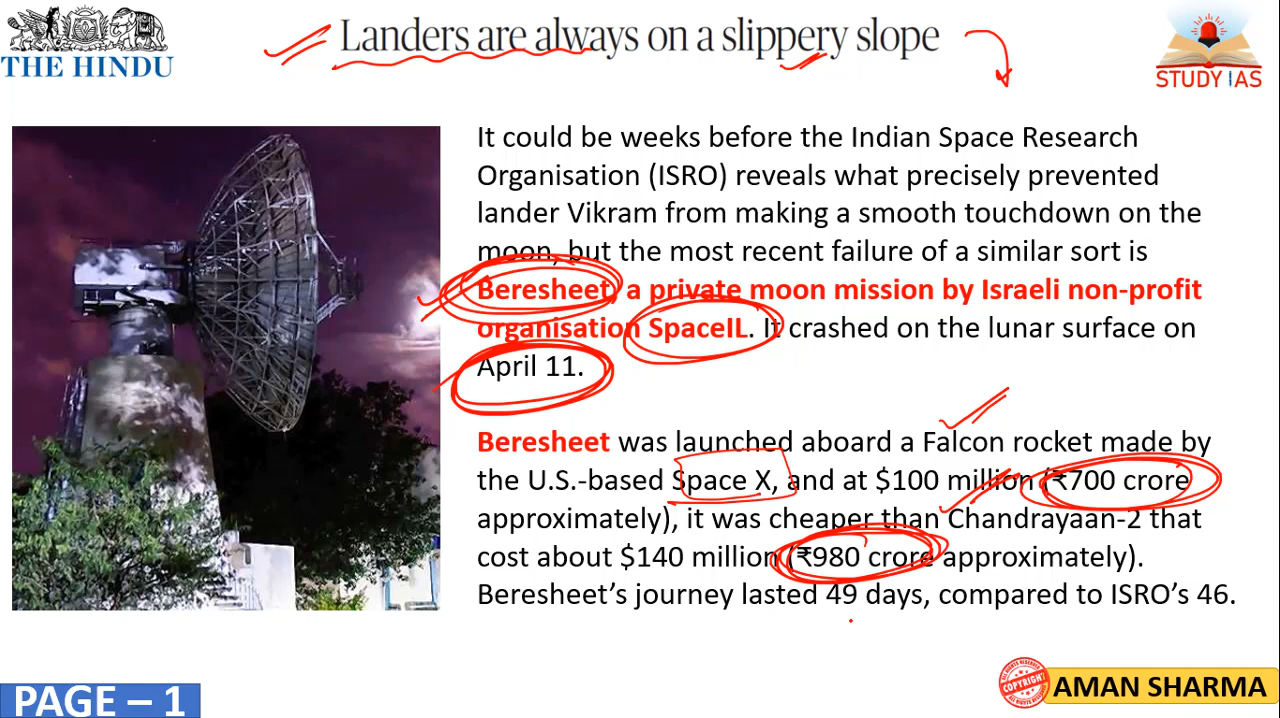 THE HINDU
Landers are always on a slippery slope
STUDY IAS
It could be weeks before the Indian Space Research
Organisation (ISRO) reveals what precisely prevented
lander Vikram from making a smooth touchdown on the
moon, but the most recent failure of a similar sort is
Beresheet, a private moon mission by Israeli non-profit
organisation SpaceIL. It crashed on the lunar surface on
April 11.
Beresheet was launched aboard a Falcon rocket made by
the U.S.-based Space X, and at $100 million (₹700 crore
approximately), it was cheaper than Chandrayaan-2 that
cost about $140 million (₹980 crore approximately).
Beresheet’s journey lasted 49 days, compared to ISRO’s 46.
PAGE – 1
COPYRIGHT
AMAN SHARMA